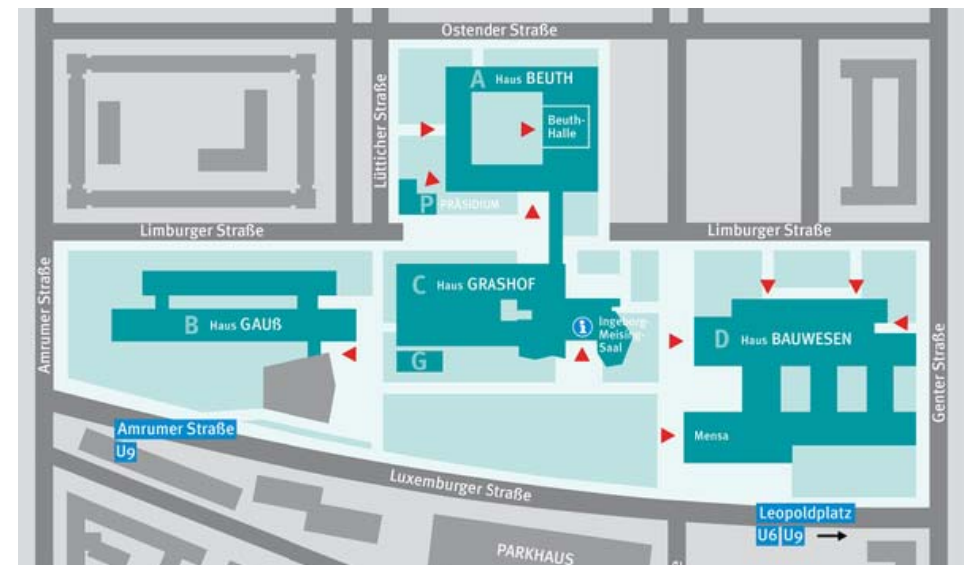 Ostender Straße
A Haus BEUTH
Beuth-
Halle
Lütticher Straße
P PRÄSIDIUM
Limburger Straße
Limburger Straße
Amrumer Straße
C Haus GRASHOF
B Haus GAUß
i Ingeborg-
Meising-
Saal
D Haus BAUWESEN
G
Genter Straße
Amrumer Straße
U9
Mensa
Luxemburger Straße
Leopoldplatz
U6 U9
PARKHAUS